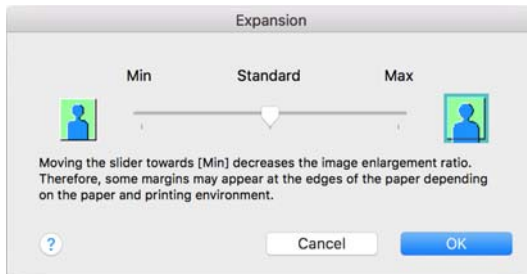 Expansion
Min Standard Max
Moving the slider towards [Min] decreases the image enlargement ratio.
Therefore, some margins may appear at the edges of the paper depending
on the paper and printing environment.
? Cancel OK